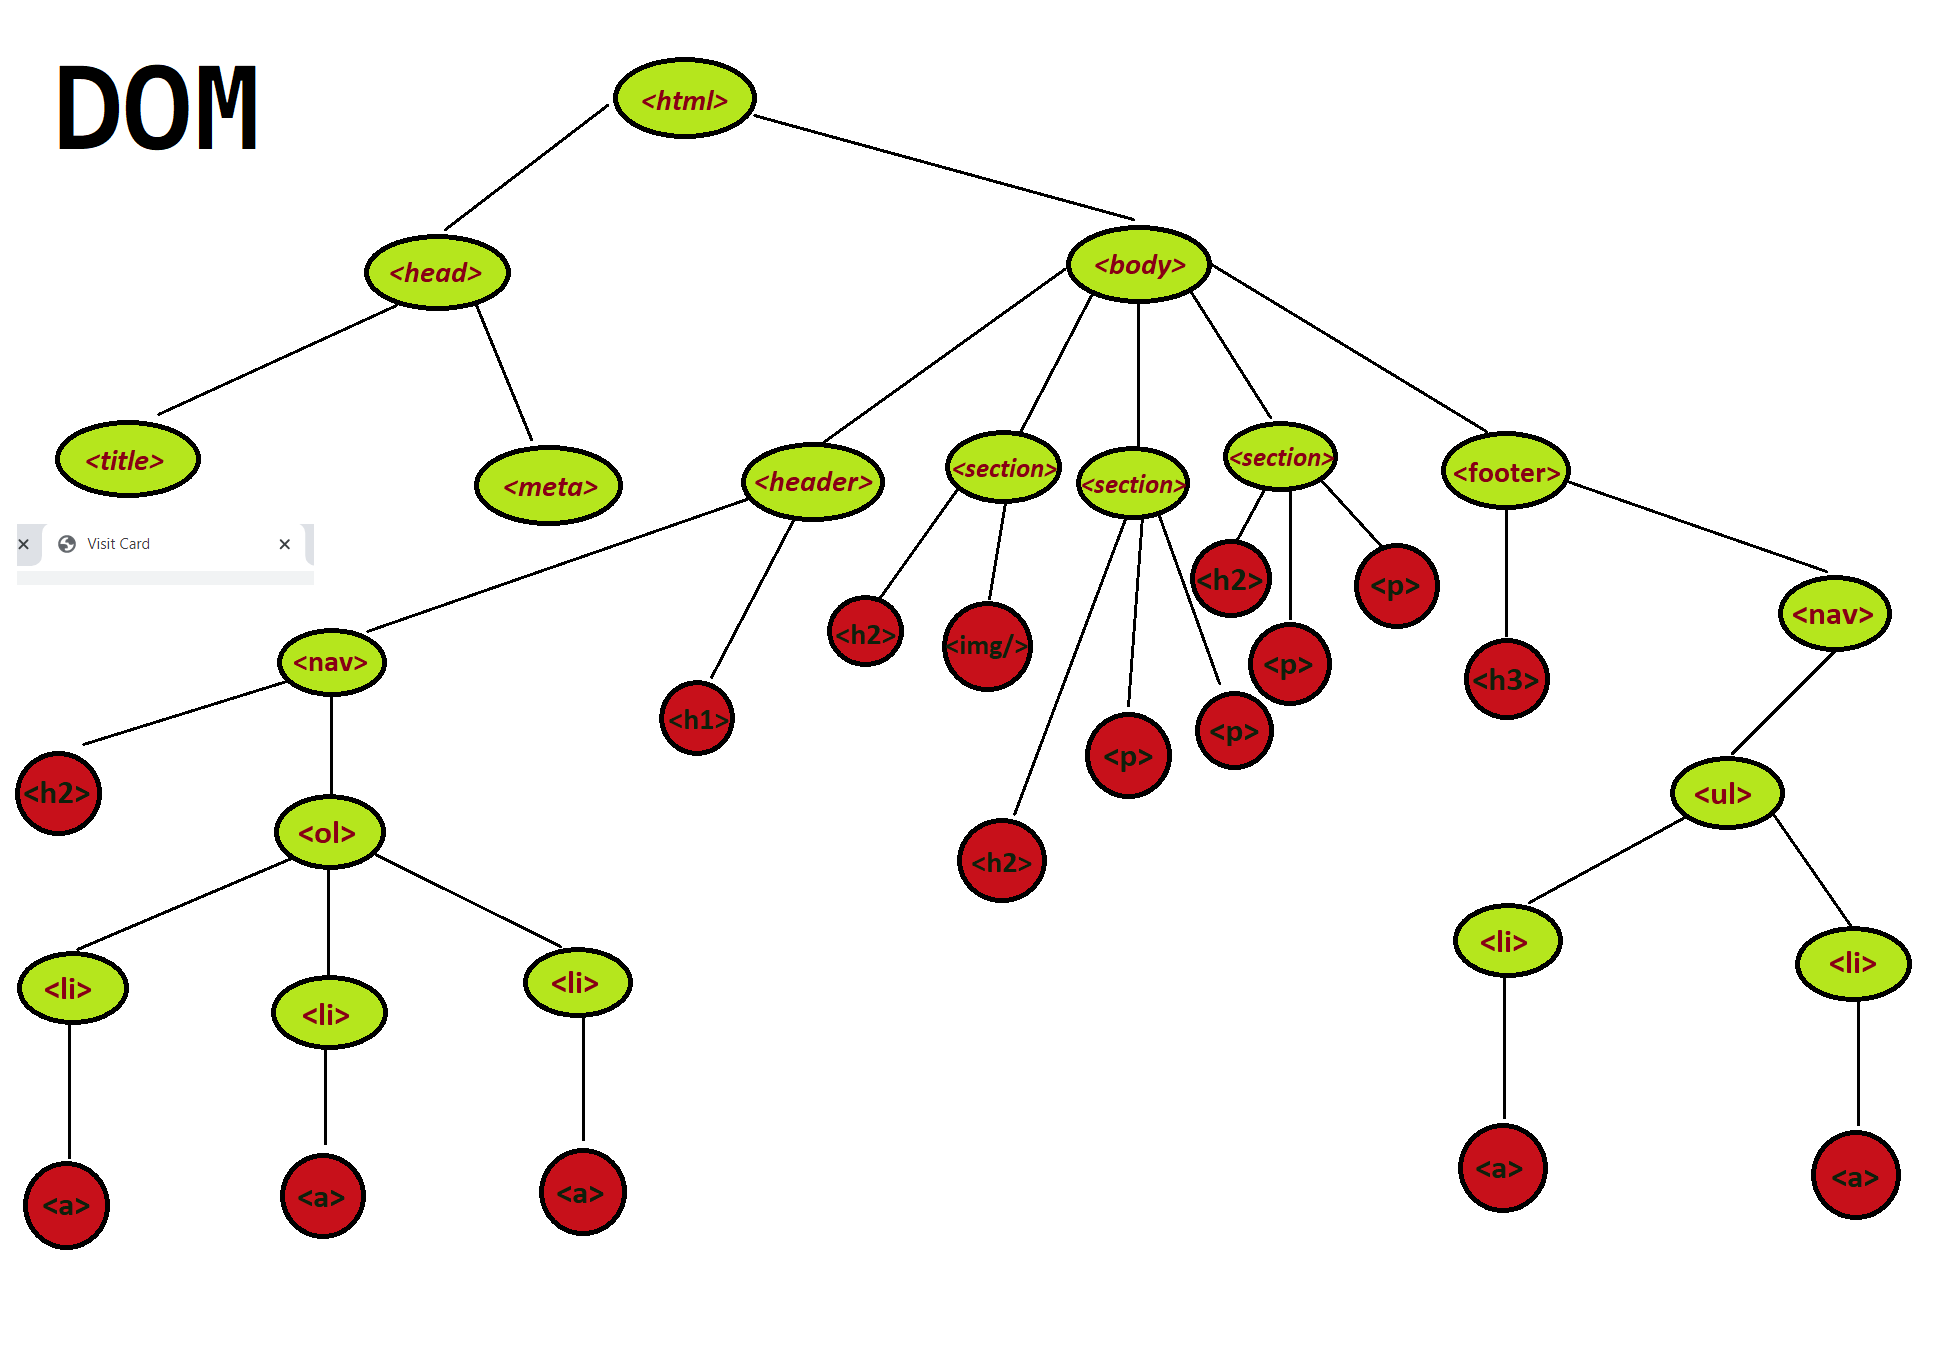 DOM
<html>
<head>
<body>
<title>
<meta>
<header>
<section>
<section>
<section>
<footer>
Visit Card
<nav>
<h1>
<h2>
<img/>
<h2>
<p>
<p>
<h2>
<p>
<p>
<h3>
<nav>
<h2>
<ol>
<ul>
<li>
<li>
<li>
<li>
<li>
<a>
<a>
<a>
<a>
<a>